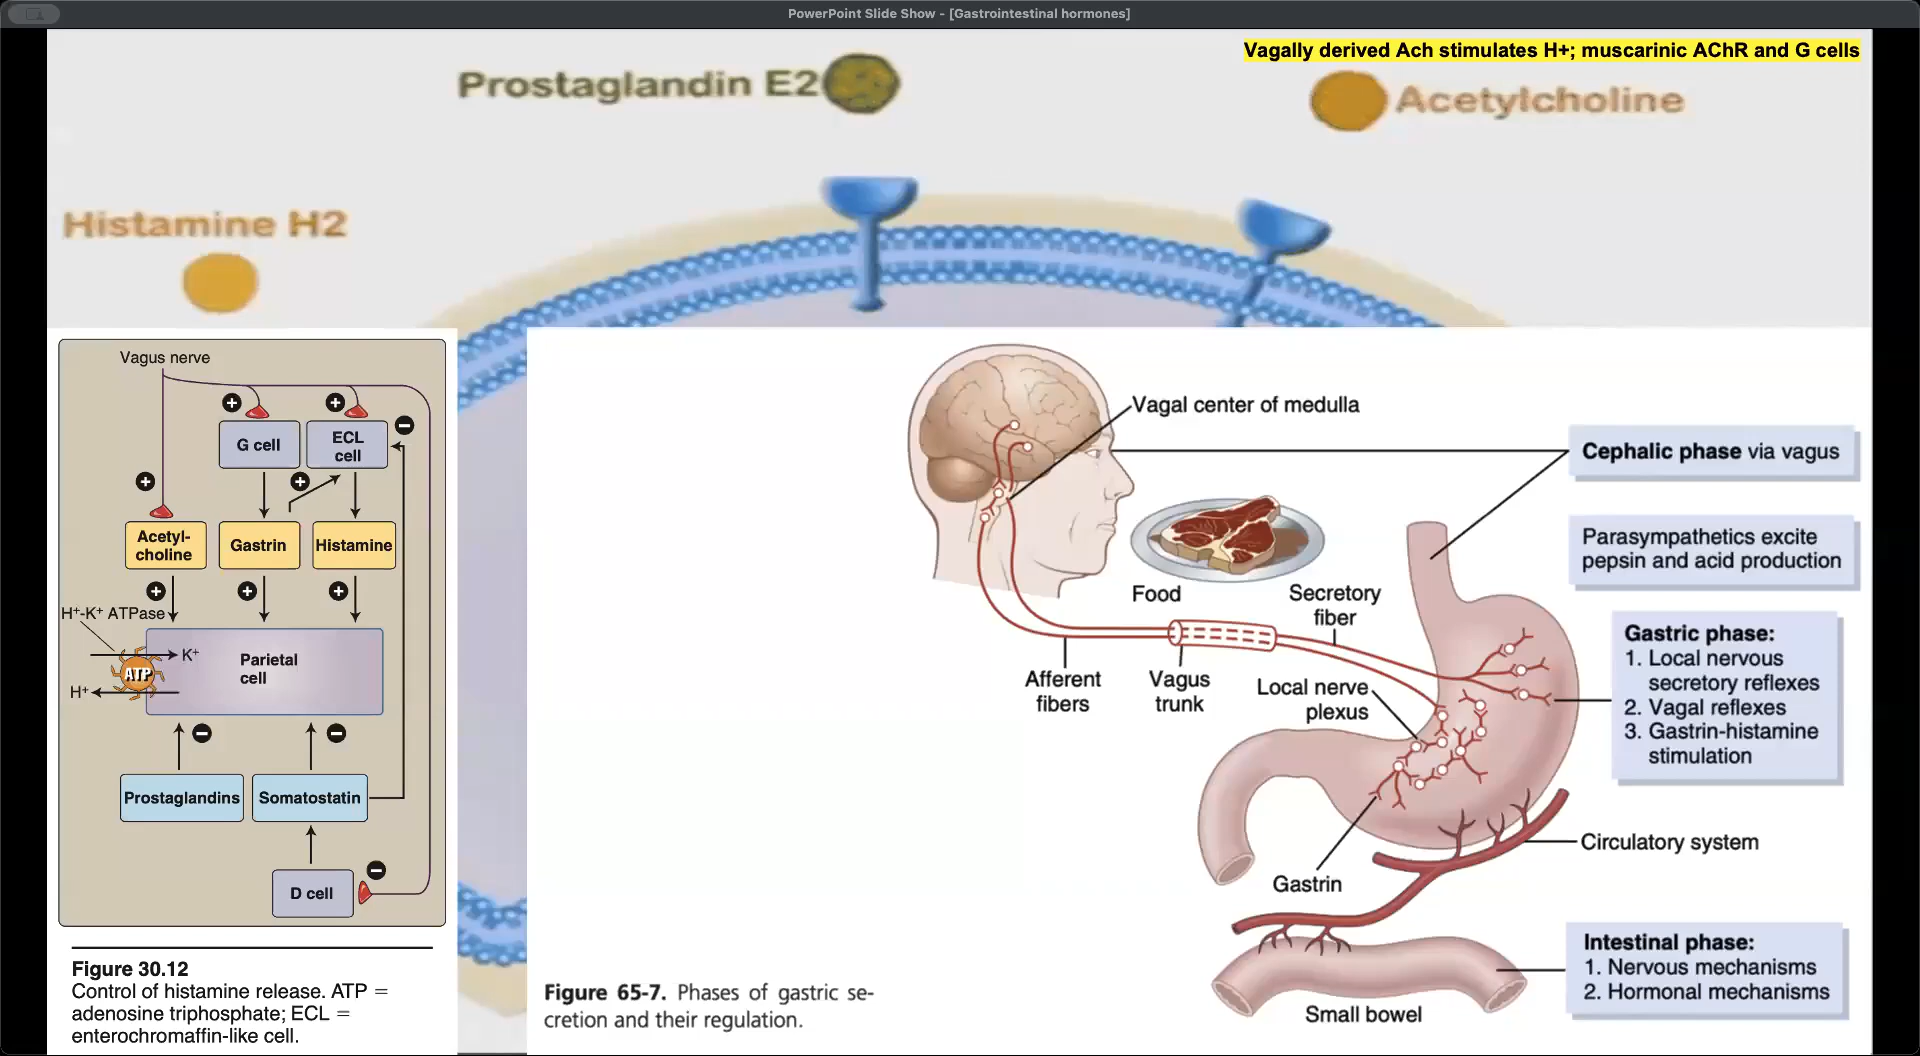 PowerPoint Slide Show - [Gastrointestinal hormones]
Vagally derived Ach stimulates H+; muscarinic AChR and G cells
Prostaglandin E2
Acetylcholine
Histamine H2
Vagus nerve
+
+
−
G cell
ECL
cell
+
+
Acetyl-
choline
Gastrin
Histamine
+
+
+
H⁺-K⁺ ATPase
K⁺
ATP
H⁺
Parietal
cell
−
−
Prostaglandins
Somatostatin
−
D cell
Figure 30.12
Control of histamine release. ATP =
adenosine triphosphate; ECL =
enterochromaffin-like cell.
Vagal center of medulla
Cephalic phase via vagus
Parasympathetics excite
pepsin and acid production
Food
Secretory
fiber
Gastric phase:
1. Local nervous
secretory reflexes
2. Vagal reflexes
3. Gastrin-histamine
stimulation
Afferent
fibers
Vagus
trunk
Local nerve
plexus
Circulatory system
Gastrin
Intestinal phase:
1. Nervous mechanisms
2. Hormonal mechanisms
Small bowel
Figure 65-7. Phases of gastric se-
cretion and their regulation.